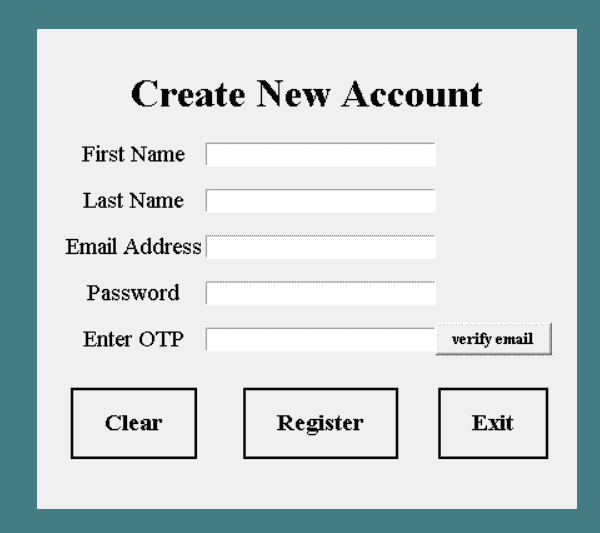 Create New Account
First Name
Last Name
Email Address
Password
Enter OTP verify email
Clear Register Exit